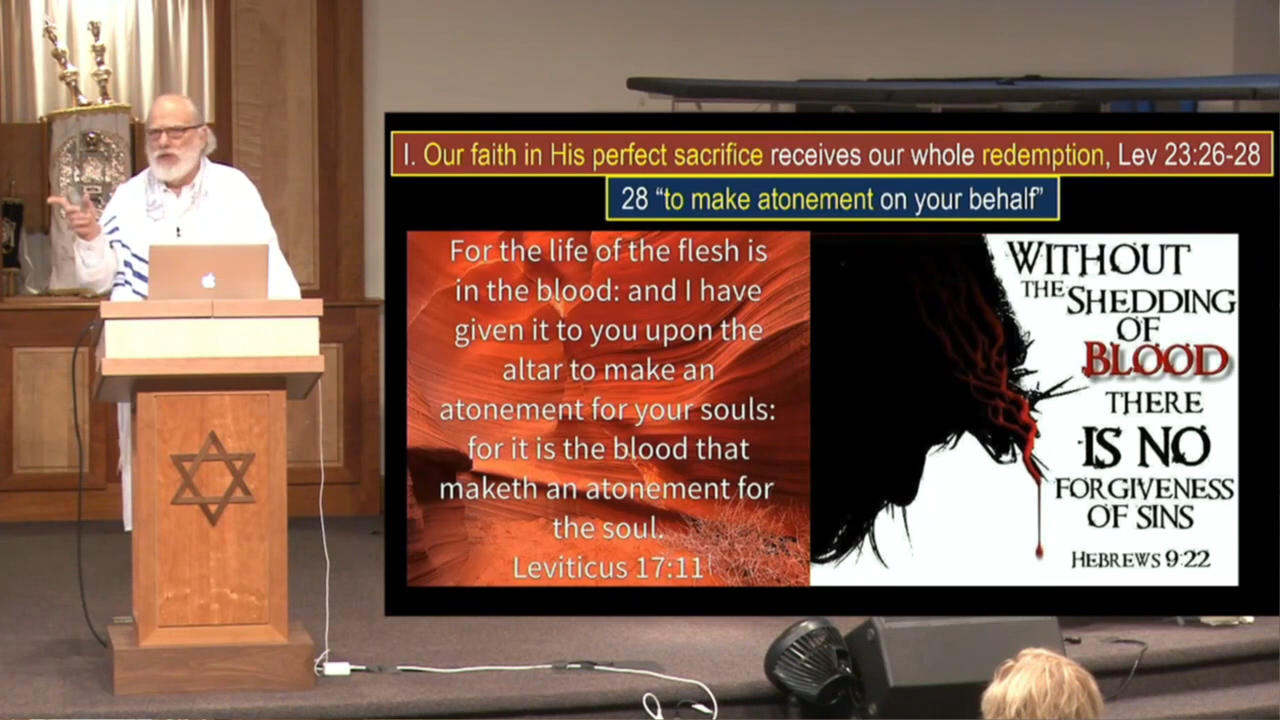 I. Our faith in His perfect sacrifice receives our whole redemption, Lev 23:26-28
28 “to make atonement on your behalf”
For the life of the flesh is
in the blood: and I have
given it to you upon the
altar to make an
atonement for your souls:
for it is the blood that
maketh an atonement for
the soul.
Leviticus 17:11
WITHOUT
THE SHEDDING
OF
BLOOD
THERE
IS NO
FORGIVENESS
OF SINS
HEBREWS 9:22